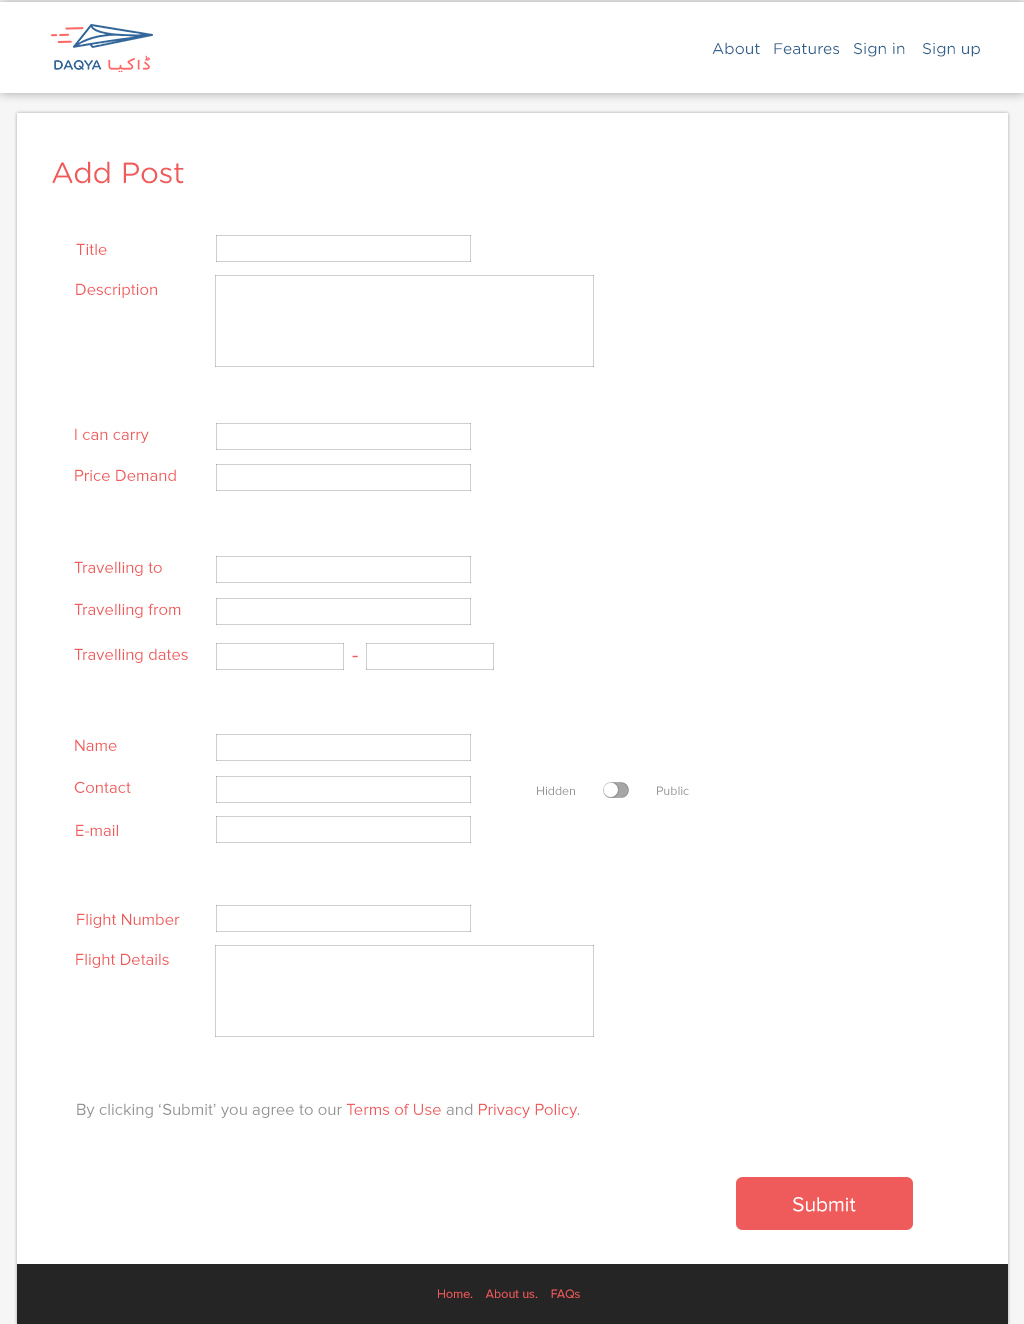 DAQYA ڈاکیا
About Features Sign in Sign up
Add Post
Title
Description
I can carry
Price Demand
Travelling to
Travelling from
Travelling dates -
Name
Contact Hidden Public
E-mail
Flight Number
Flight Details
By clicking ‘Submit’ you agree to our Terms of Use and Privacy Policy.
Submit
Home. About us. FAQs